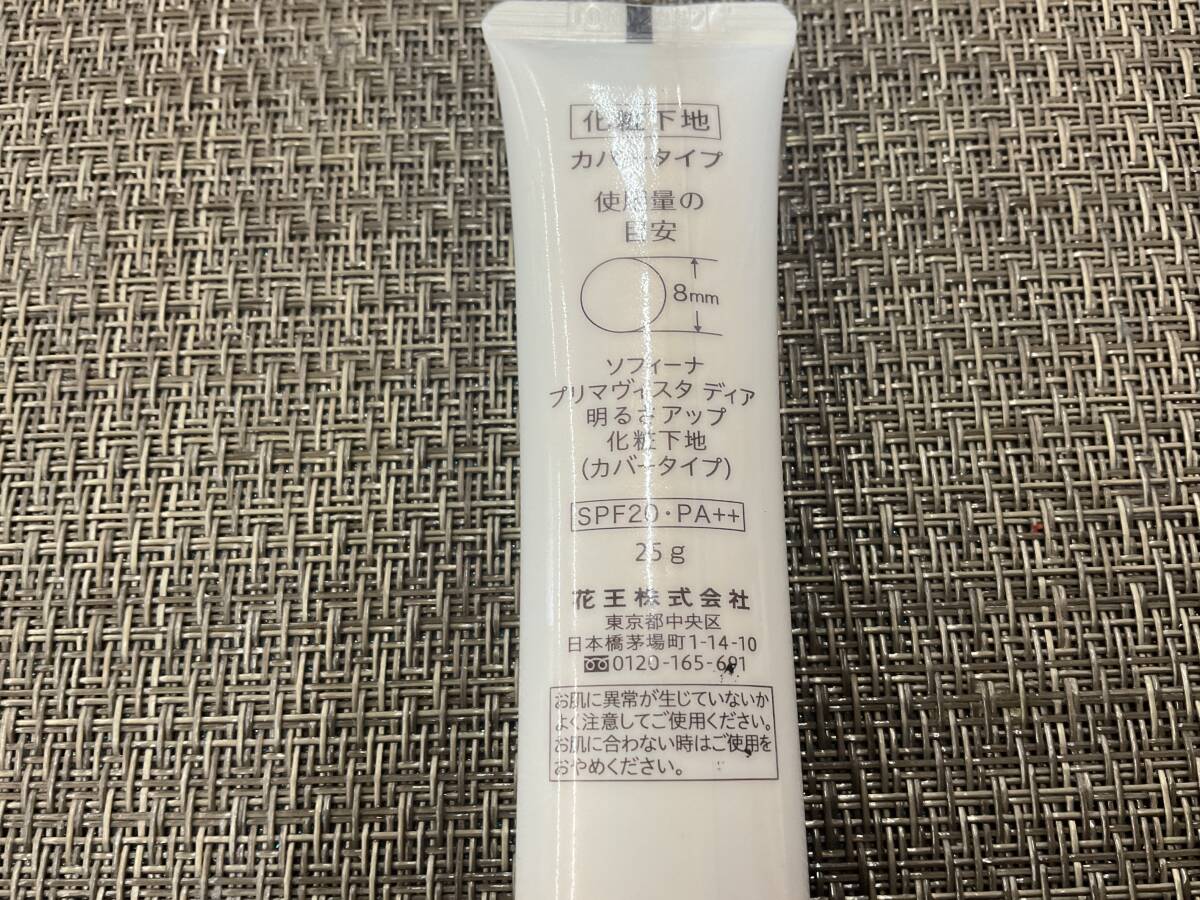 化粧下地
カバータイプ
使用量の
目安
8mm
ソフィーナ
プリマヴィスタ ディア
明るさアップ
化粧下地
(カバータイプ)
SPF20・PA++
25g
花王株式会社
東京都中央区
日本橋茅場町1-14-10
0120-165-691
お肌に異常が生じていないか
よく注意してご使用ください。
お肌に合わない時はご使用を
おやめください。